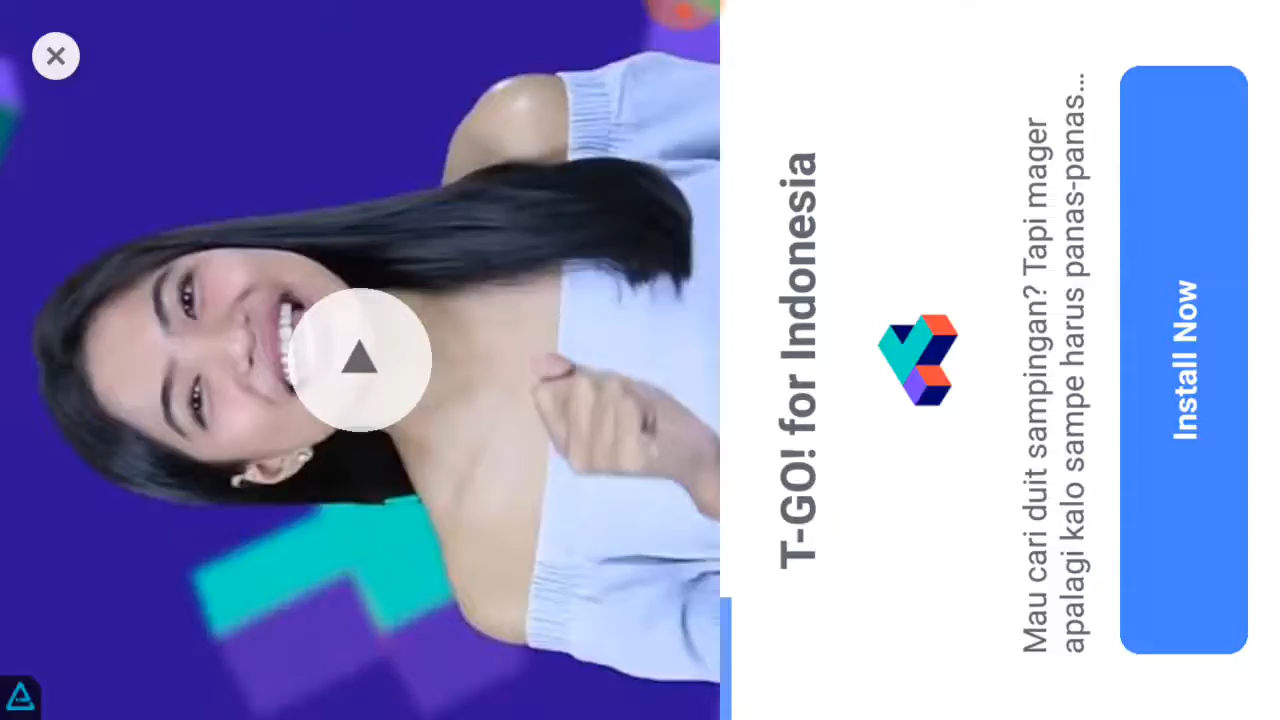 T-GO! for Indonesia
Mau cari duit sampingan? Tapi mager
apalagi kalo sampe harus panas-panas...
Install Now